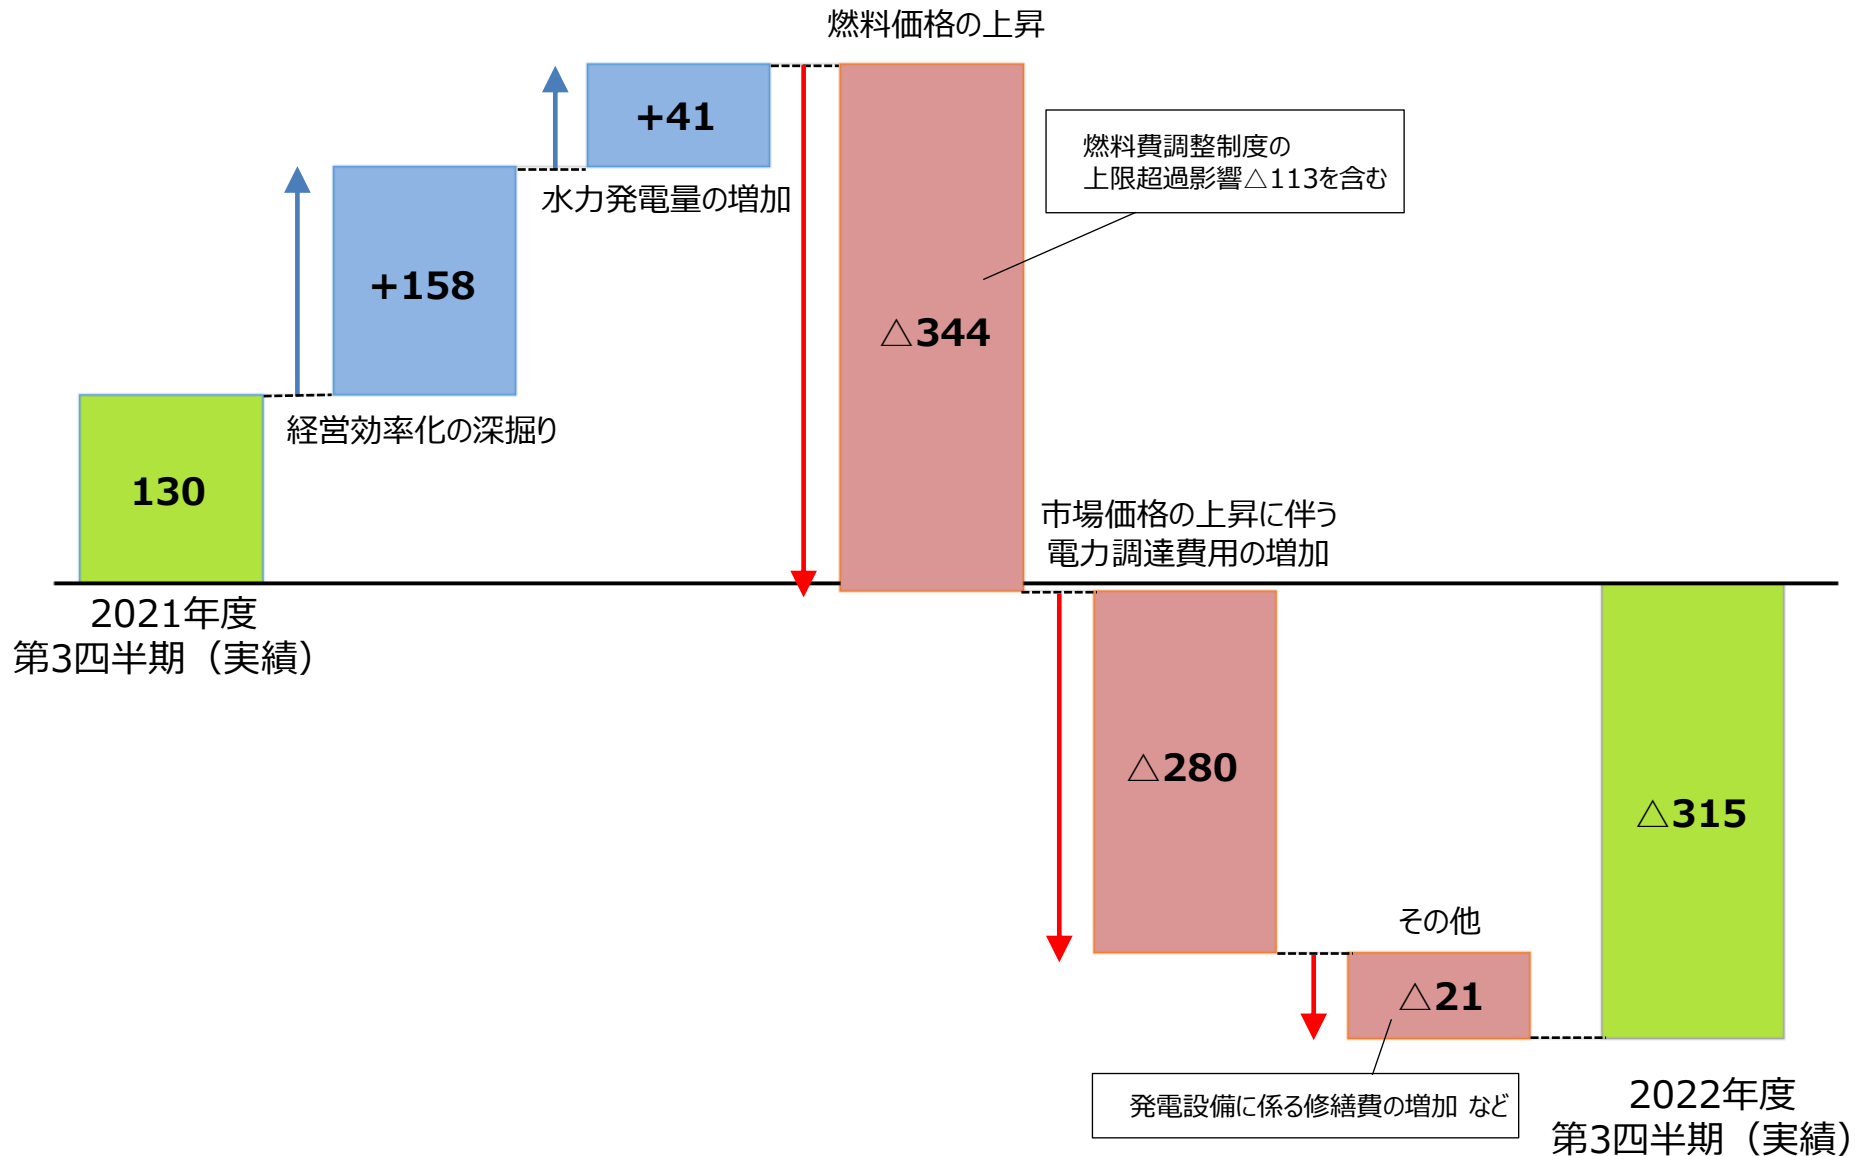 燃料価格の上昇
+41
燃料費調整制度の
上限超過影響△113を含む
水力発電量の増加
+158
△344
経営効率化の深掘り
130
市場価格の上昇に伴う
電力調達費用の増加
2021年度
第3四半期（実績）
△280
△315
その他
△21
発電設備に係る修繕費の増加 など
2022年度
第3四半期（実績）